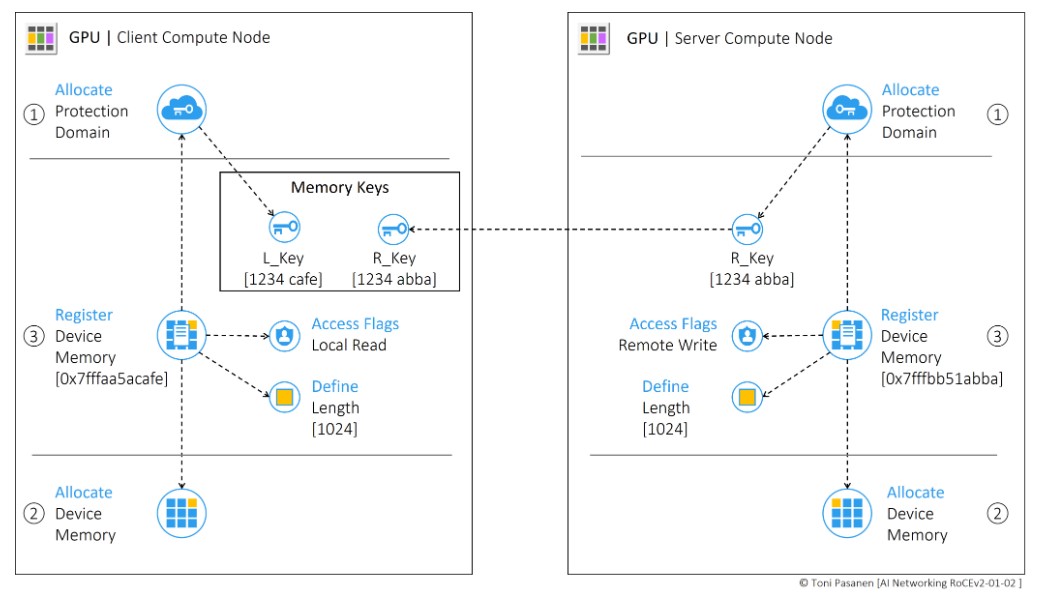 GPU | Client Compute Node
1
Allocate
Protection
Domain
Memory Keys
L_Key
[1234 cafe]
R_Key
[1234 abba]
3
Register
Device
Memory
[0x7fffaa5acafe]
Access Flags
Local Read
Define
Length
[1024]
2
Allocate
Device
Memory
GPU | Server Compute Node
Allocate
Protection
Domain
1
R_Key
[1234 abba]
Access Flags
Remote Write
Define
Length
[1024]
Register
Device
Memory
[0x7fffbb51abba]
3
Allocate
Device
Memory
2
© Toni Pasanen [AI Networking RoCEv2-01-02 ]